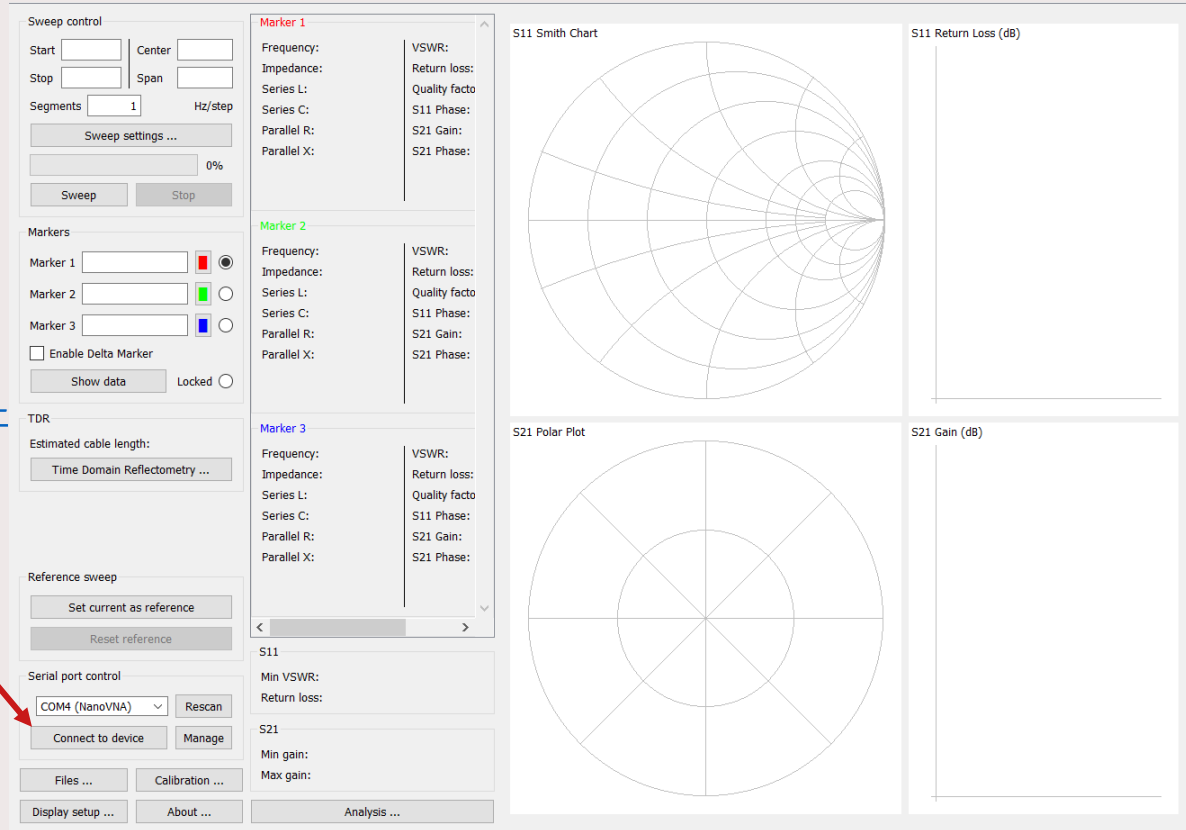 Sweep control
Start
Center
Stop
Span
Segments 1 Hz/step
Sweep settings ...
0%
Sweep
Stop
Markers
Marker 1
Marker 2
Marker 3
Enable Delta Marker
Show data
Locked
TDR
Estimated cable length:
Time Domain Reflectometry ...
Reference sweep
Set current as reference
Reset reference
Serial port control
COM4 (NanoVNA)
Rescan
Connect to device
Manage
Files ...
Calibration ...
Display setup ...
About ...
Marker 1
Frequency: VSWR:
Impedance: Return loss:
Series L: Quality facto
Series C: S11 Phase:
Parallel R: S21 Gain:
Parallel X: S21 Phase:
Marker 2
Frequency: VSWR:
Impedance: Return loss:
Series L: Quality facto
Series C: S11 Phase:
Parallel R: S21 Gain:
Parallel X: S21 Phase:
Marker 3
Frequency: VSWR:
Impedance: Return loss:
Series L: Quality facto
Series C: S11 Phase:
Parallel R: S21 Gain:
Parallel X: S21 Phase:
S11
Min VSWR:
Return loss:
S21
Min gain:
Max gain:
Analysis ...
S11 Smith Chart
S11 Return Loss (dB)
S21 Polar Plot
S21 Gain (dB)